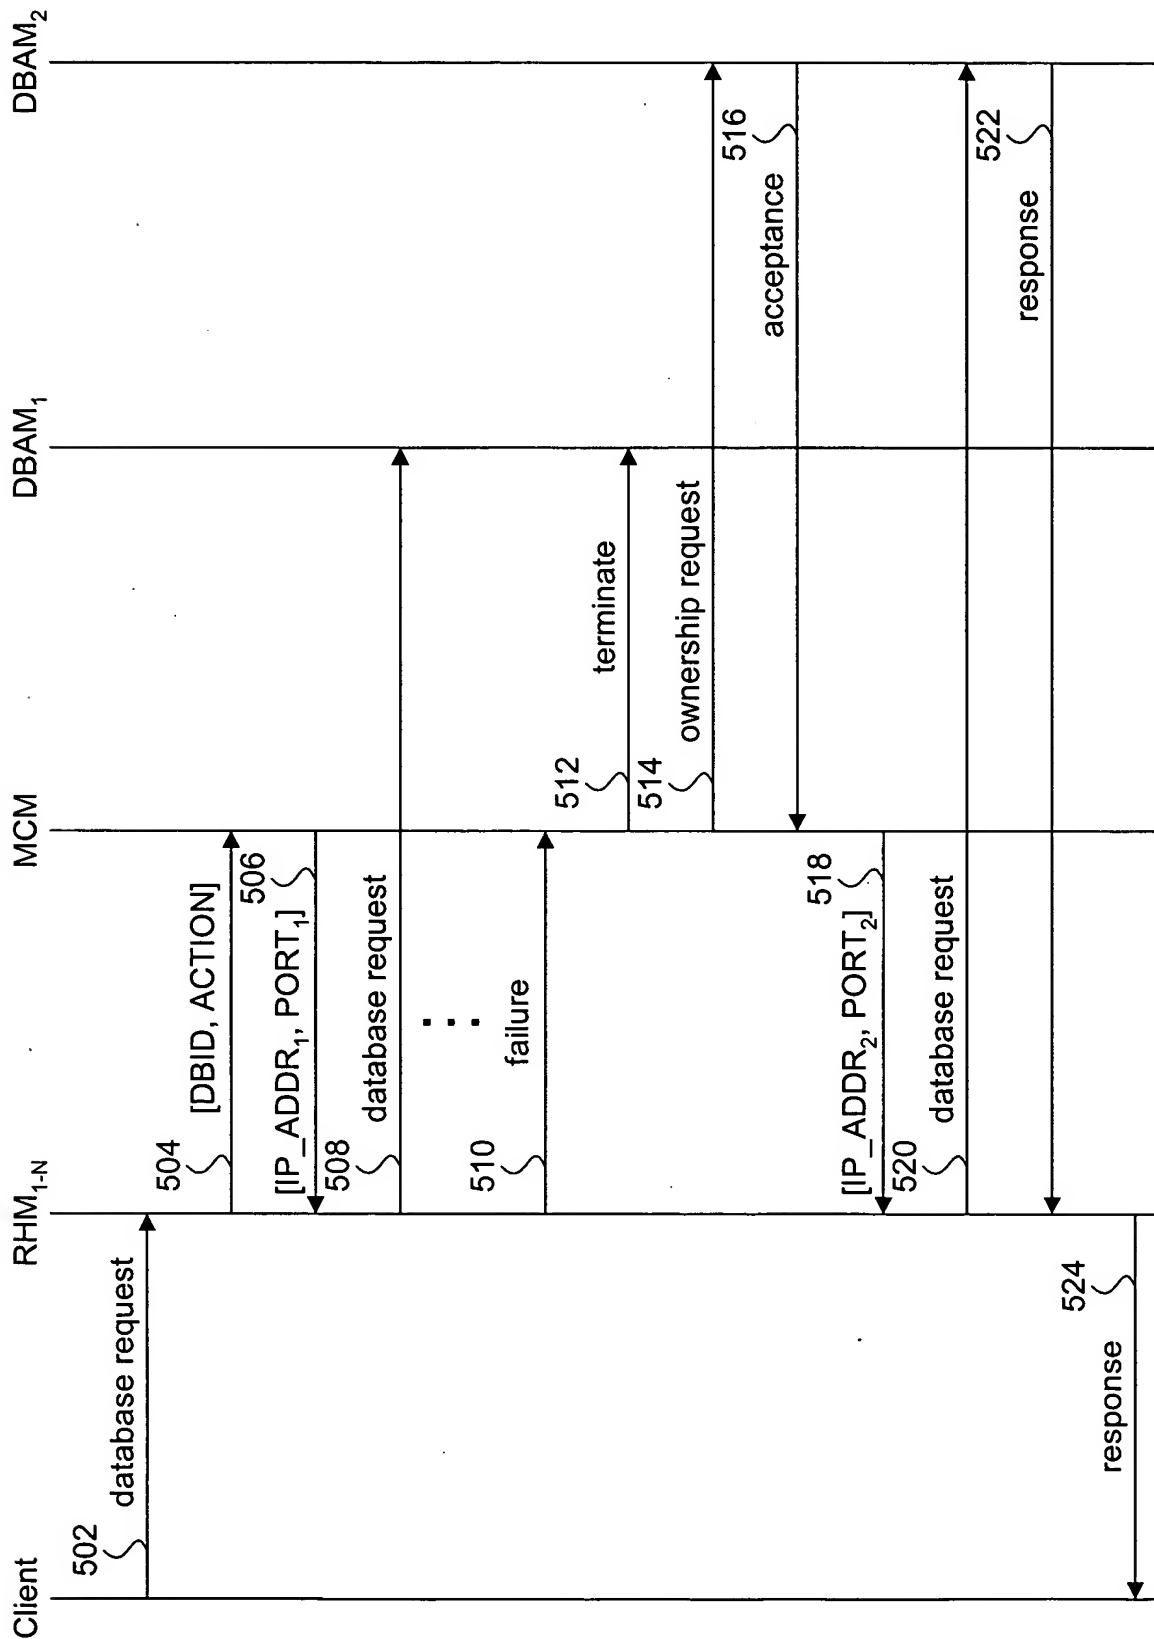 Client
RHM1-N
MCM
DBAM1
DBAM2
502
database request
504
[DBID, ACTION]
506
[IP_ADDR1, PORT1]
508
database request
...
510
failure
512
terminate
514
ownership request
516
acceptance
518
[IP_ADDR2, PORT2]
520
database request
522
response
524
response